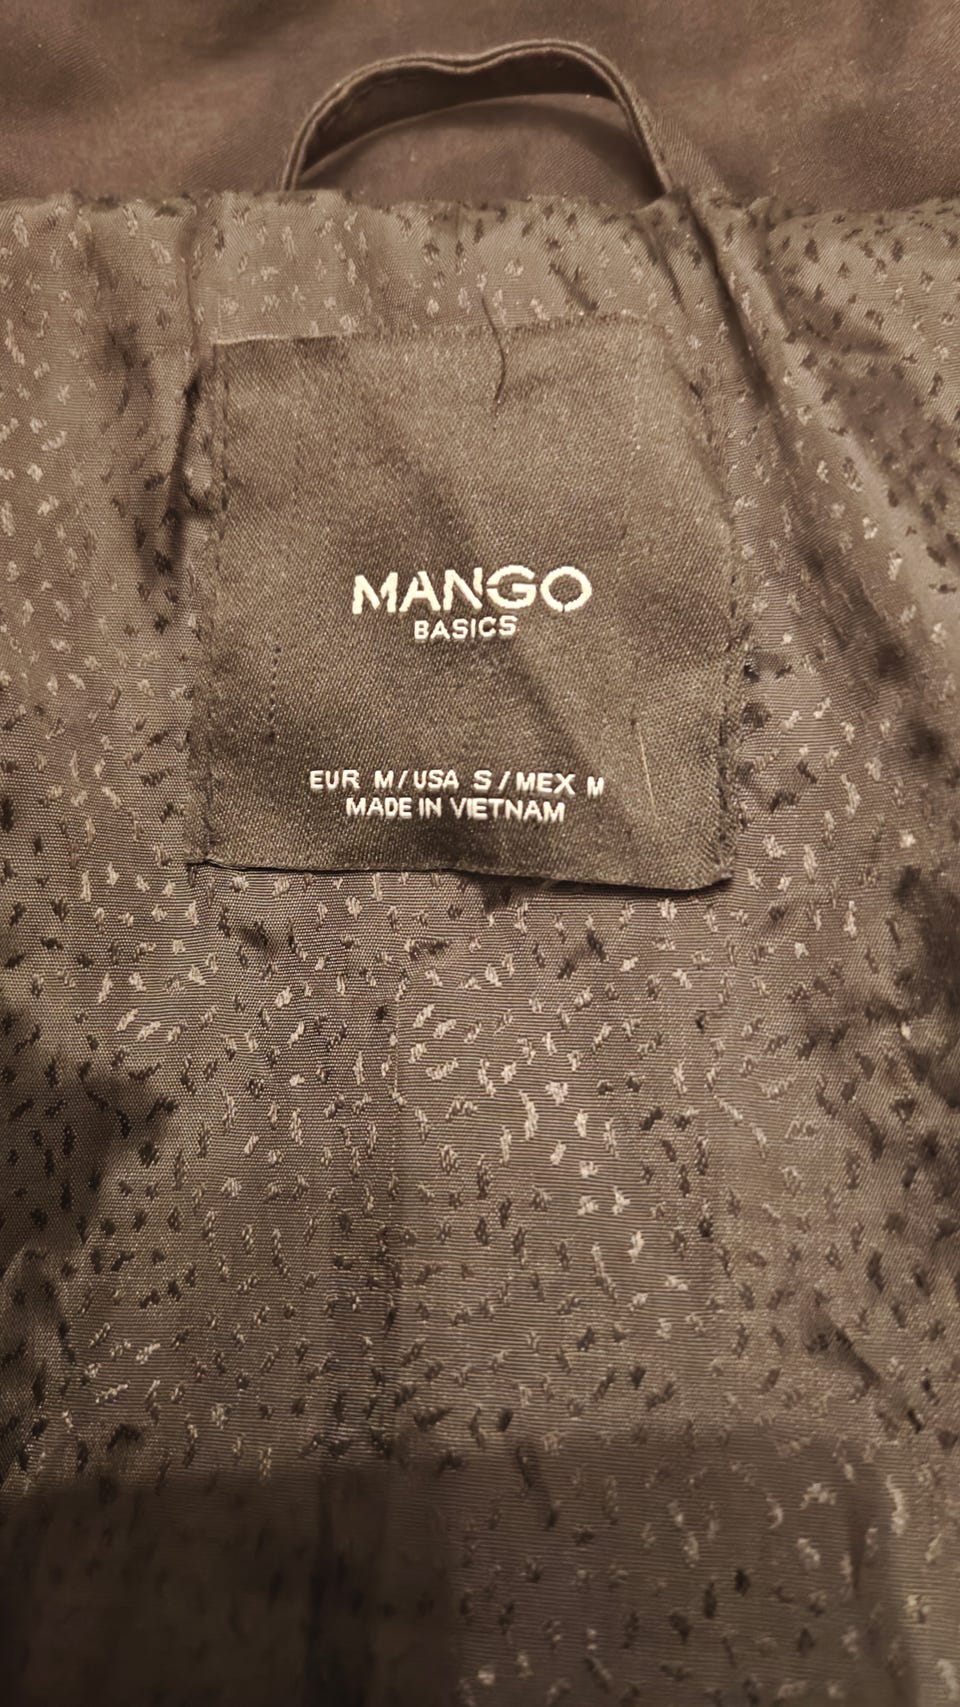 MANGO
BASICS
EUR M/USA S/MEX M
MADE IN VIETNAM